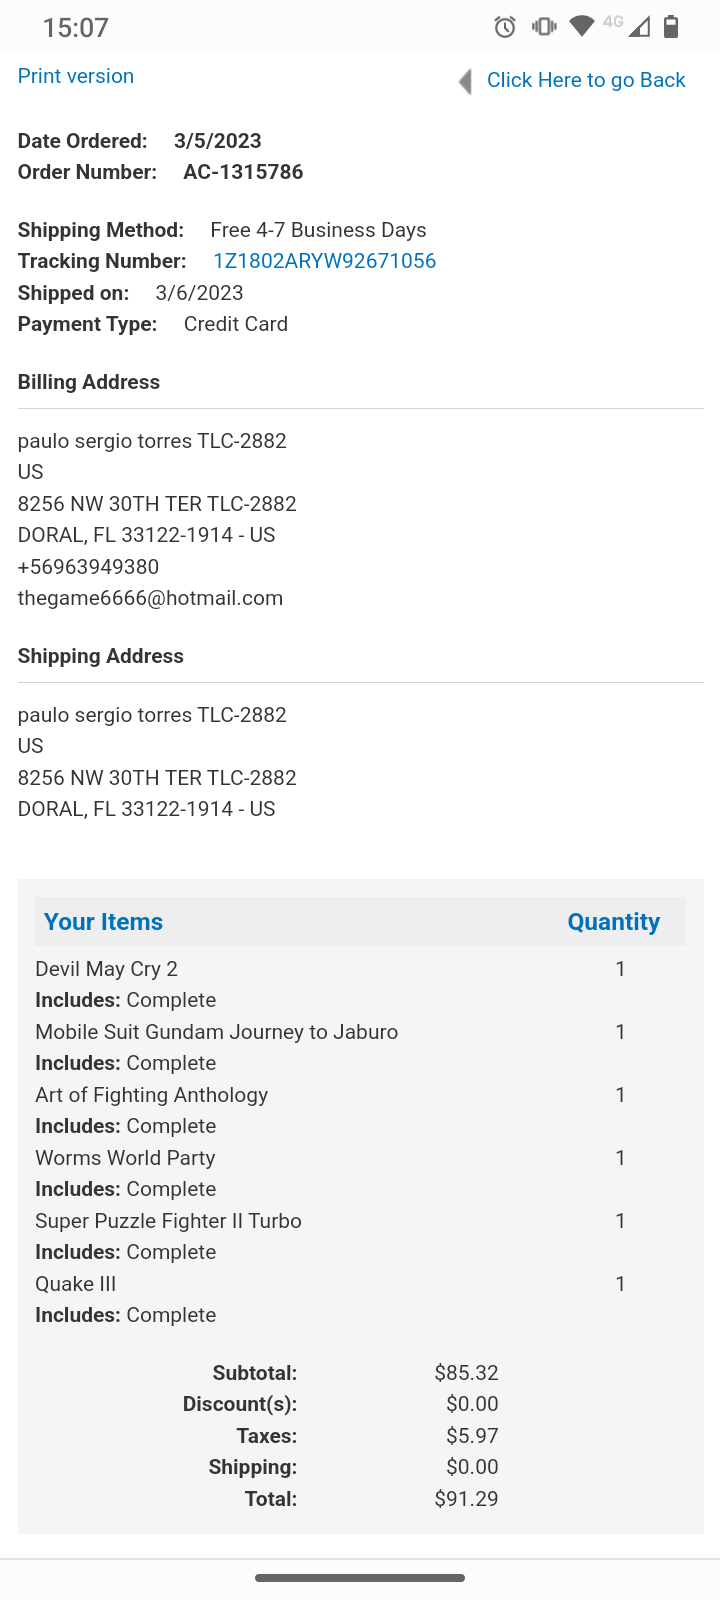 15:07
4G
Print version
Click Here to go Back
Date Ordered: 3/5/2023
Order Number: AC-1315786
Shipping Method: Free 4-7 Business Days
Tracking Number: 1Z1802ARYW92671056
Shipped on: 3/6/2023
Payment Type: Credit Card
Billing Address
paulo sergio torres TLC-2882
US
8256 NW 30TH TER TLC-2882
DORAL, FL 33122-1914 - US
+56963949380
thegame6666@hotmail.com
Shipping Address
paulo sergio torres TLC-2882
US
8256 NW 30TH TER TLC-2882
DORAL, FL 33122-1914 - US
Your Items Quantity
Devil May Cry 2 1
Includes: Complete
Mobile Suit Gundam Journey to Jaburo 1
Includes: Complete
Art of Fighting Anthology 1
Includes: Complete
Worms World Party 1
Includes: Complete
Super Puzzle Fighter II Turbo 1
Includes: Complete
Quake III 1
Includes: Complete
Subtotal: $85.32
Discount(s): $0.00
Taxes: $5.97
Shipping: $0.00
Total: $91.29